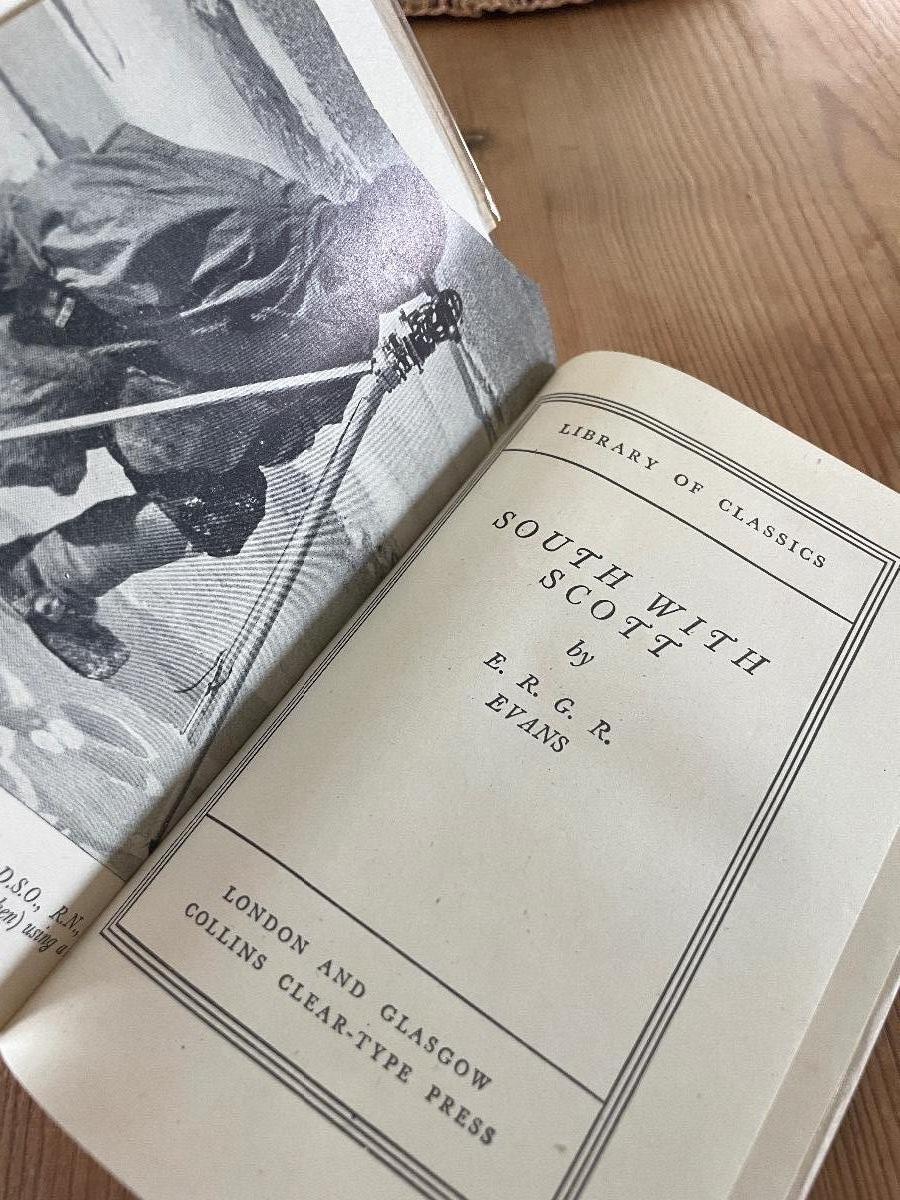 D.S.O., R.N.,
using
LIBRARY OF CLASSICS
SOUTH WITH
SCOTT
by
E. R. G. R.
EVANS
LONDON AND GLASGOW
COLLINS CLEAR-TYPE PRESS